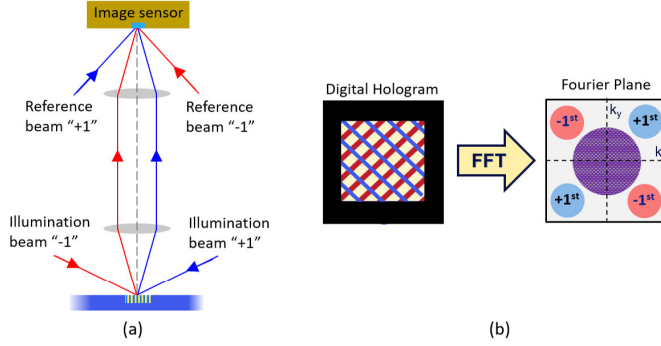 Image sensor
Reference
beam "+1"
Reference
beam "-1"
Illumination
beam "-1"
Illumination
beam "+1"
(a)
Digital Hologram
FFT
Fourier Plane
-1st
ky
+1st
k
+1st
-1st
(b)